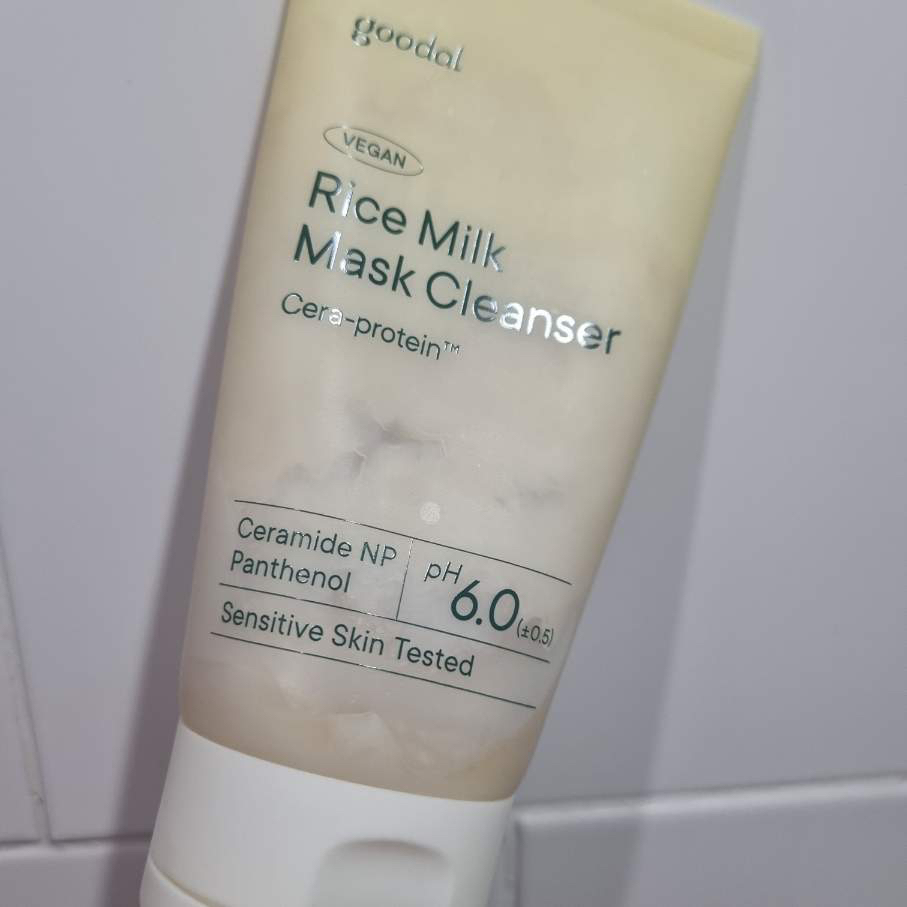 goodal
VEGAN
Rice Milk
Mask Cleanser
Cera-protein™
Ceramide NP
Panthenol
pH 6.0 (±0.5)
Sensitive Skin Tested